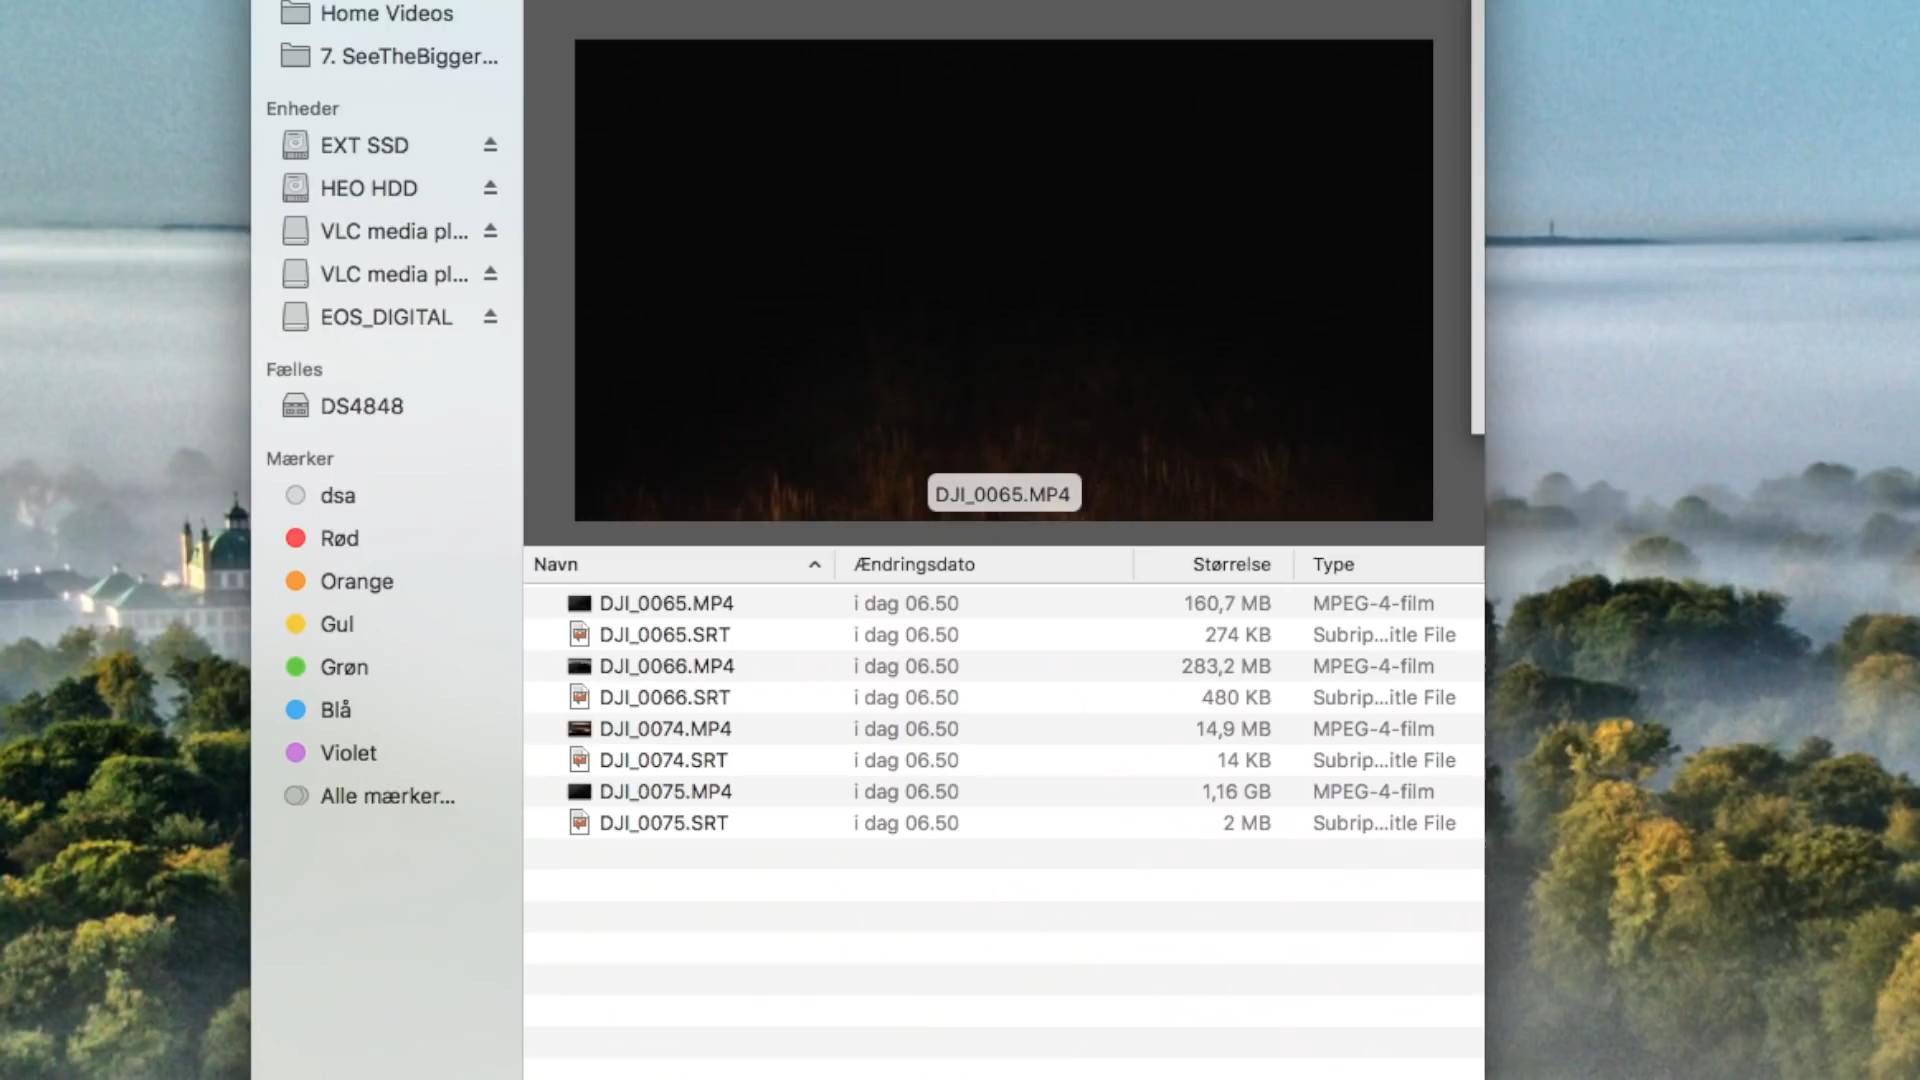 Home Videos
7. SeeTheBigger...
Enheder
EXT SSD
HEO HDD
VLC media pl...
VLC media pl...
EOS_DIGITAL
Fælles
DS4848
Mærker
dsa
Rød
Orange
Gul
Grøn
Blå
Violet
Alle mærker...
DJI_0065.MP4
Navn Ændringsdato Størrelse Type
DJI_0065.MP4 i dag 06.50 160,7 MB MPEG-4-film
DJI_0065.SRT i dag 06.50 274 KB Subrip...itle File
DJI_0066.MP4 i dag 06.50 283,2 MB MPEG-4-film
DJI_0066.SRT i dag 06.50 480 KB Subrip...itle File
DJI_0074.MP4 i dag 06.50 14,9 MB MPEG-4-film
DJI_0074.SRT i dag 06.50 14 KB Subrip...itle File
DJI_0075.MP4 i dag 06.50 1,16 GB MPEG-4-film
DJI_0075.SRT i dag 06.50 2 MB Subrip...itle File